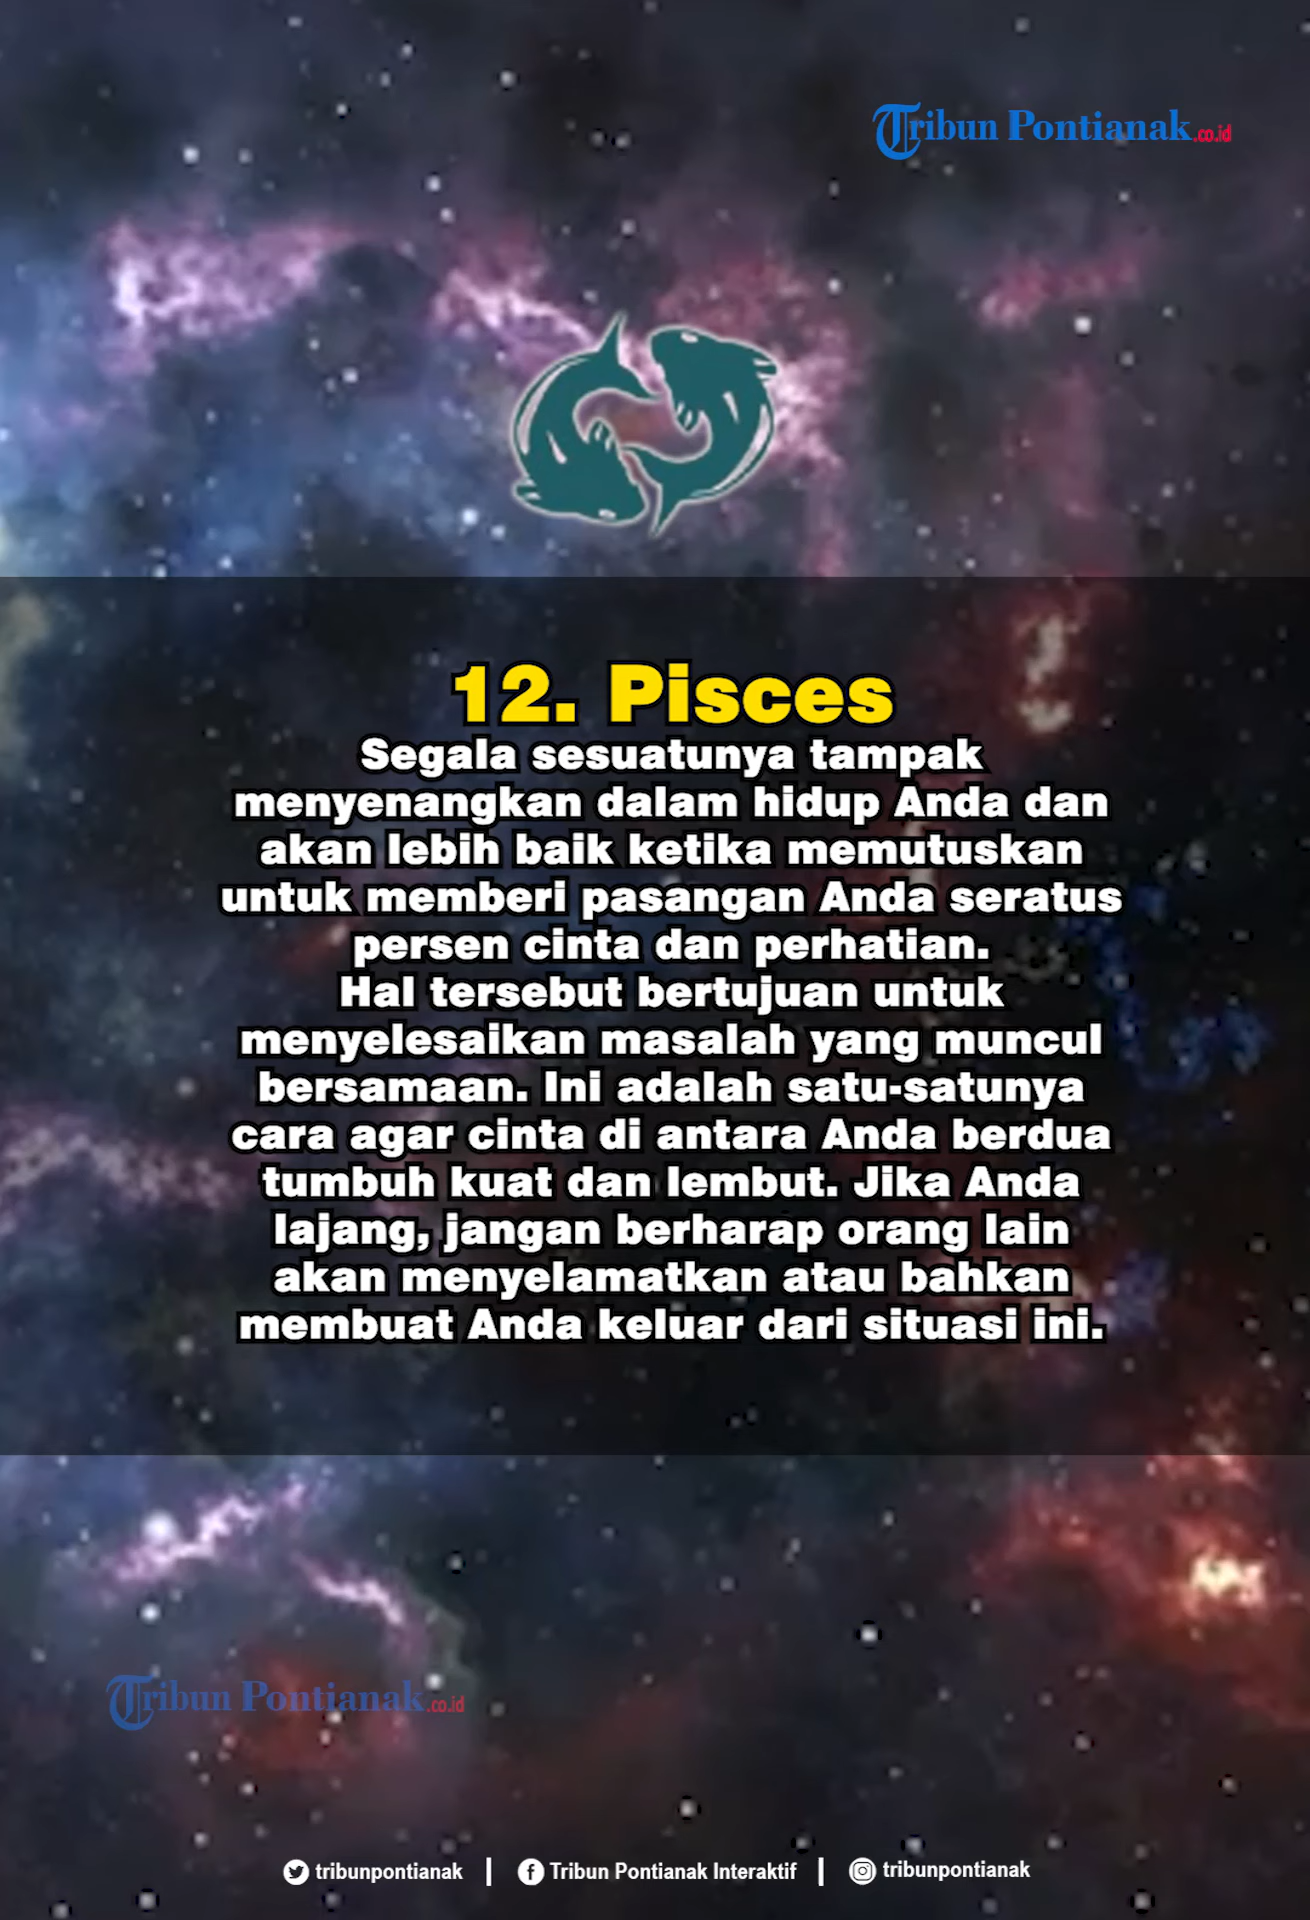 Tribun Pontianak.co.id
12. Pisces
Segala sesuatunya tampak
menyenangkan dalam hidup Anda dan
akan lebih baik ketika memutuskan
untuk memberi pasangan Anda seratus
persen cinta dan perhatian.
Hal tersebut bertujuan untuk
menyelesaikan masalah yang muncul
bersamaan. Ini adalah satu-satunya
cara agar cinta di antara Anda berdua
tumbuh kuat dan lembut. Jika Anda
lajang, jangan berharap orang lain
akan menyelamatkan atau bahkan
membuat Anda keluar dari situasi ini.
Tribun Pontianak.co.id
tribunpontianak | Tribun Pontianak Interaktif | tribunpontianak